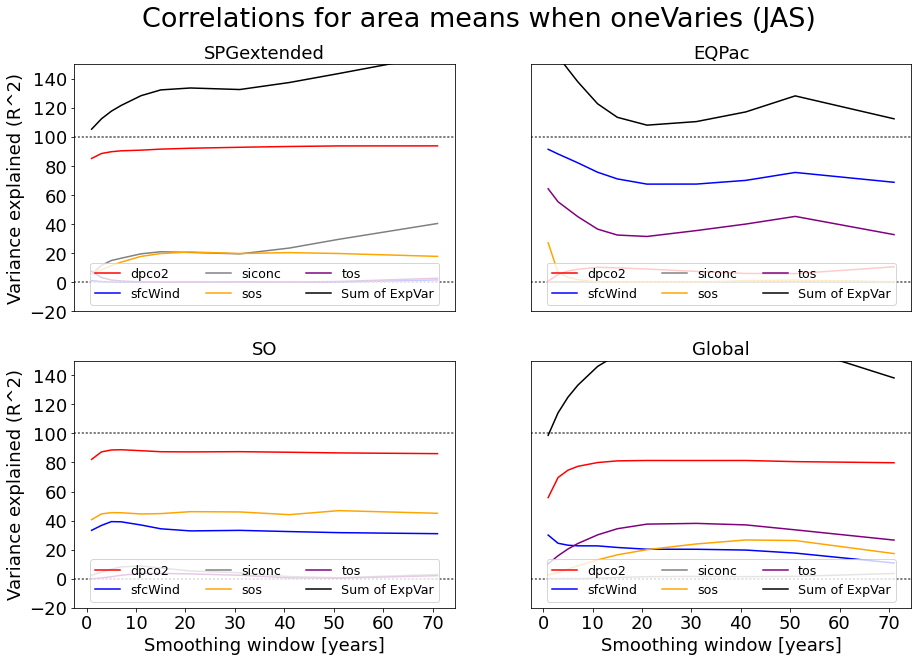 Correlations for area means when oneVaries (JAS)
SPGextended
EQPac
Variance explained (R^2)
140
120
100
80
60
40
20
0
−20
dpco2
siconc
tos
sfcWind
sos
Sum of ExpVar
dpco2
siconc
tos
sfcWind
sos
Sum of ExpVar
SO
Global
Variance explained (R^2)
140
120
100
80
60
40
20
0
−20
dpco2
siconc
tos
sfcWind
sos
Sum of ExpVar
dpco2
siconc
tos
sfcWind
sos
Sum of ExpVar
0 10 20 30 40 50 60 70
0 10 20 30 40 50 60 70
Smoothing window [years]
Smoothing window [years]